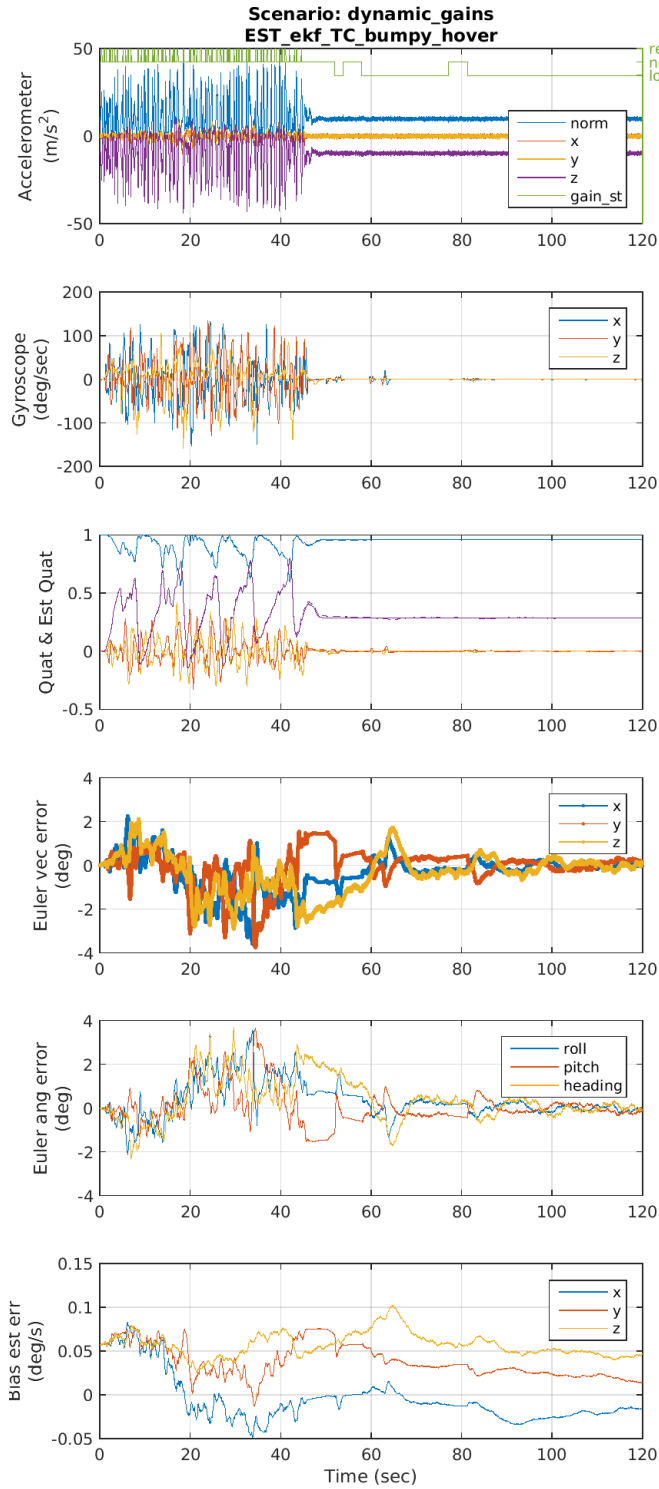 Scenario: dynamic_gains
EST_ekf_TC_bumpy_hover
Accelerometer
(m/s2)
50
0
-50
0 20 40 60 80 100 120
re
no
lo
norm
x
y
z
gain_st
Gyroscope
(deg/sec)
200
100
0
-100
-200
0 20 40 60 80 100 120
x
y
z
Quat & Est Quat
1
0.5
0
-0.5
0 20 40 60 80 100 120
Euler vec error
(deg)
4
2
0
-2
-4
0 20 40 60 80 100 120
x
y
z
Euler ang error
(deg)
4
2
0
-2
-4
0 20 40 60 80 100 120
roll
pitch
heading
Bias est err
(deg/s)
0.15
0.1
0.05
0
-0.05
0 20 40 60 80 100 120
x
y
z
Time (sec)